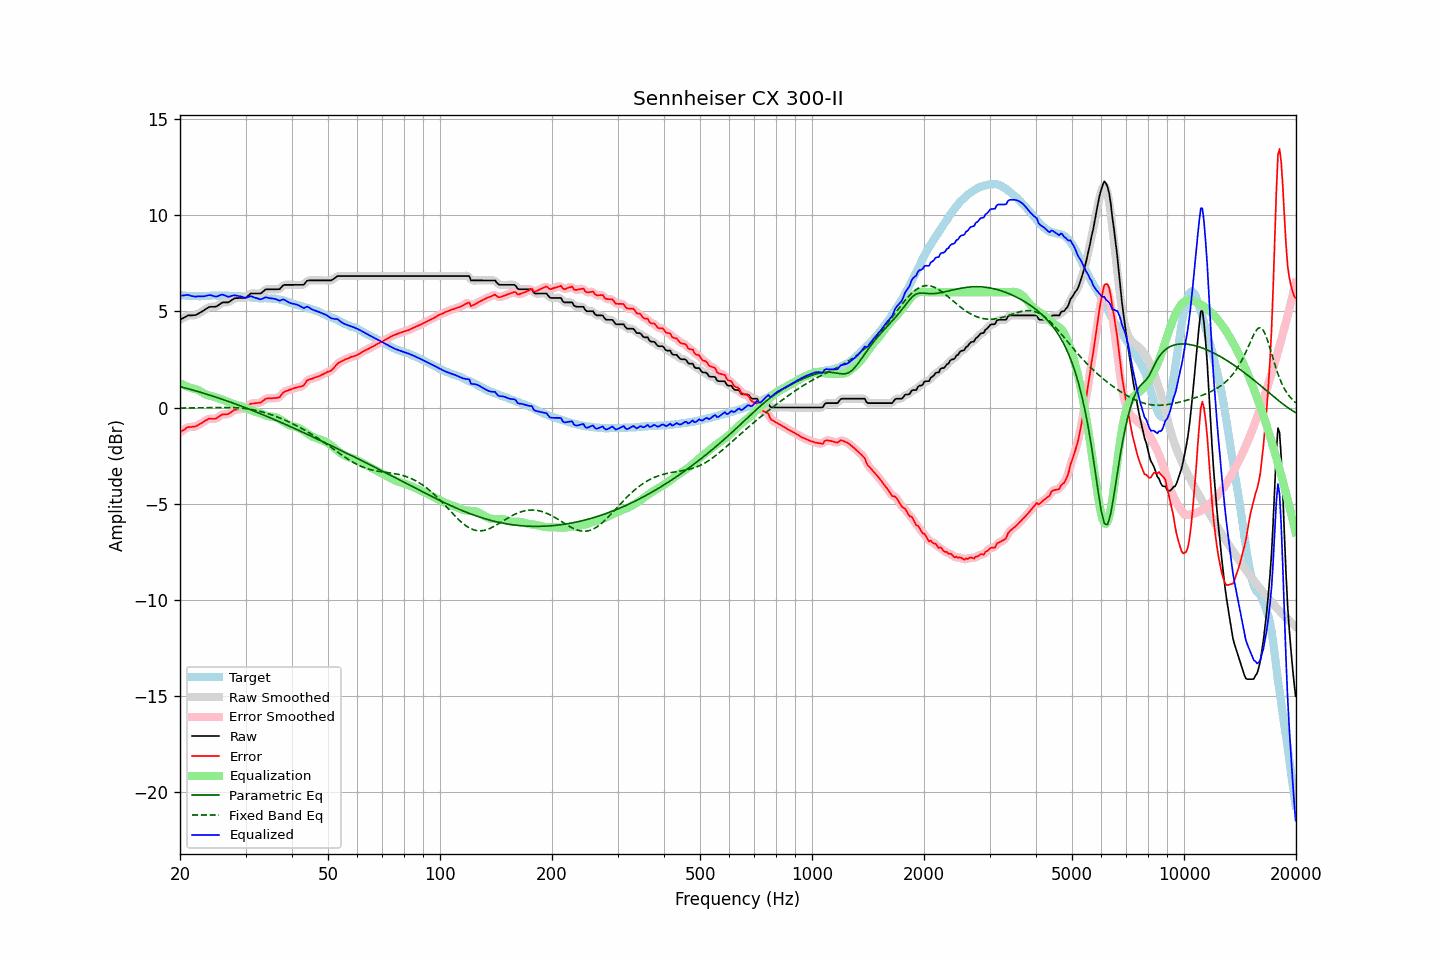 Sennheiser CX 300-II
15
10
5
0
−5
−10
−15
−20
Amplitude (dBr)
Target
Raw Smoothed
Error Smoothed
Raw
Error
Equalization
Parametric Eq
Fixed Band Eq
Equalized
20 50 100 200 500 1000 2000 5000 10000 20000
Frequency (Hz)